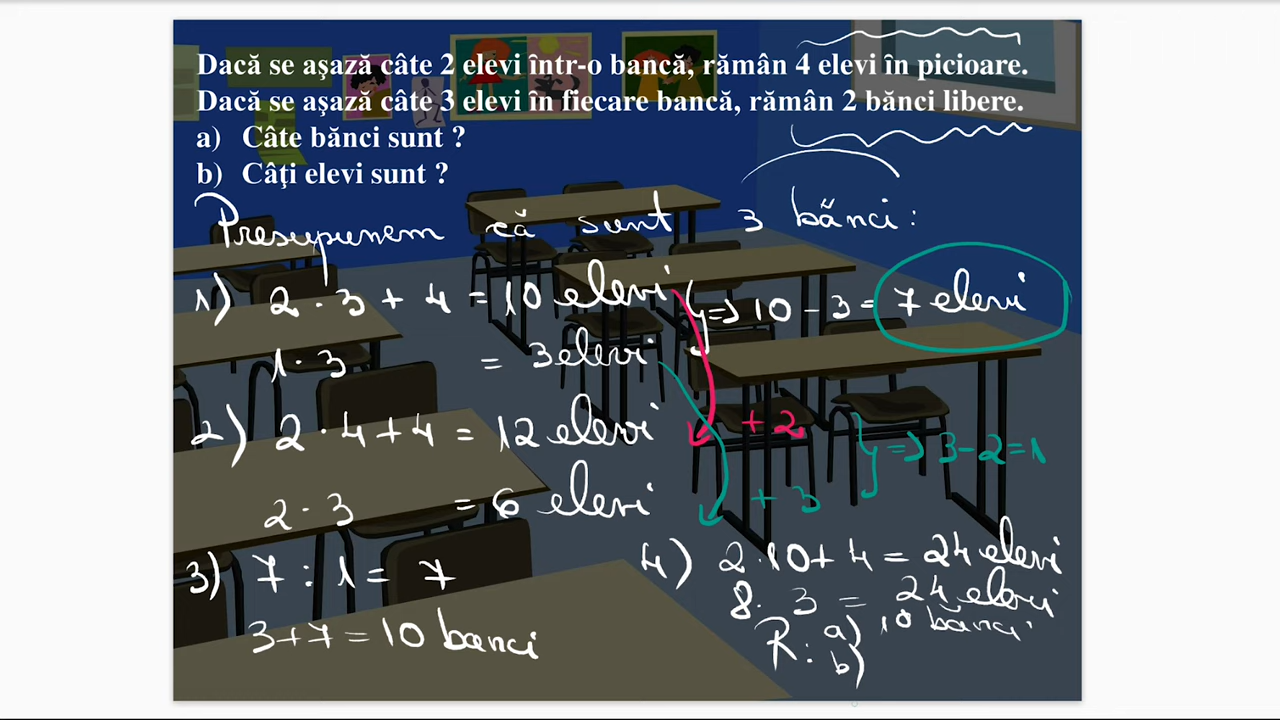 Dacă se aşază câte 2 elevi într-o bancă, rămân 4 elevi în picioare.
Dacă se aşază câte 3 elevi în fiecare bancă, rămân 2 bănci libere.
a) Câte bănci sunt ?
b) Câţi elevi sunt ?
Presupunem că sunt 3 bănci:
1) 2 · 3 + 4 = 10 elevi } => 10 - 3 = 7 elevi
1 · 3 = 3 elevi
2) 2 · 4 + 4 = 12 elevi
+ 2
} => 3 - 2 = 1
2 · 3 = 6 elevi
+ 3
3) 7 : 1 = 7
3 + 7 = 10 banci
4) 2 · 10 + 4 = 24 elevi
8 · 3 = 24 elevi
R: a) 10 bănci
b)